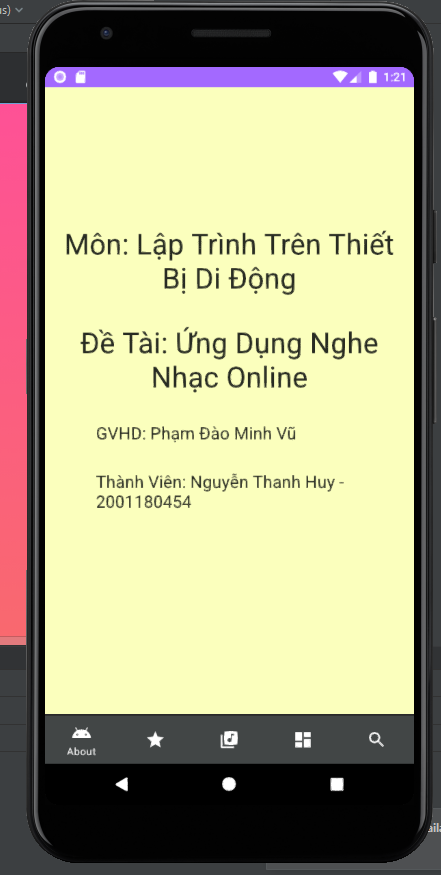 us)
1:21
Môn: Lập Trình Trên Thiết
Bị Di Động
Đề Tài: Ứng Dụng Nghe
Nhạc Online
GVHD: Phạm Đào Minh Vũ
Thành Viên: Nguyễn Thanh Huy -
2001180454
About